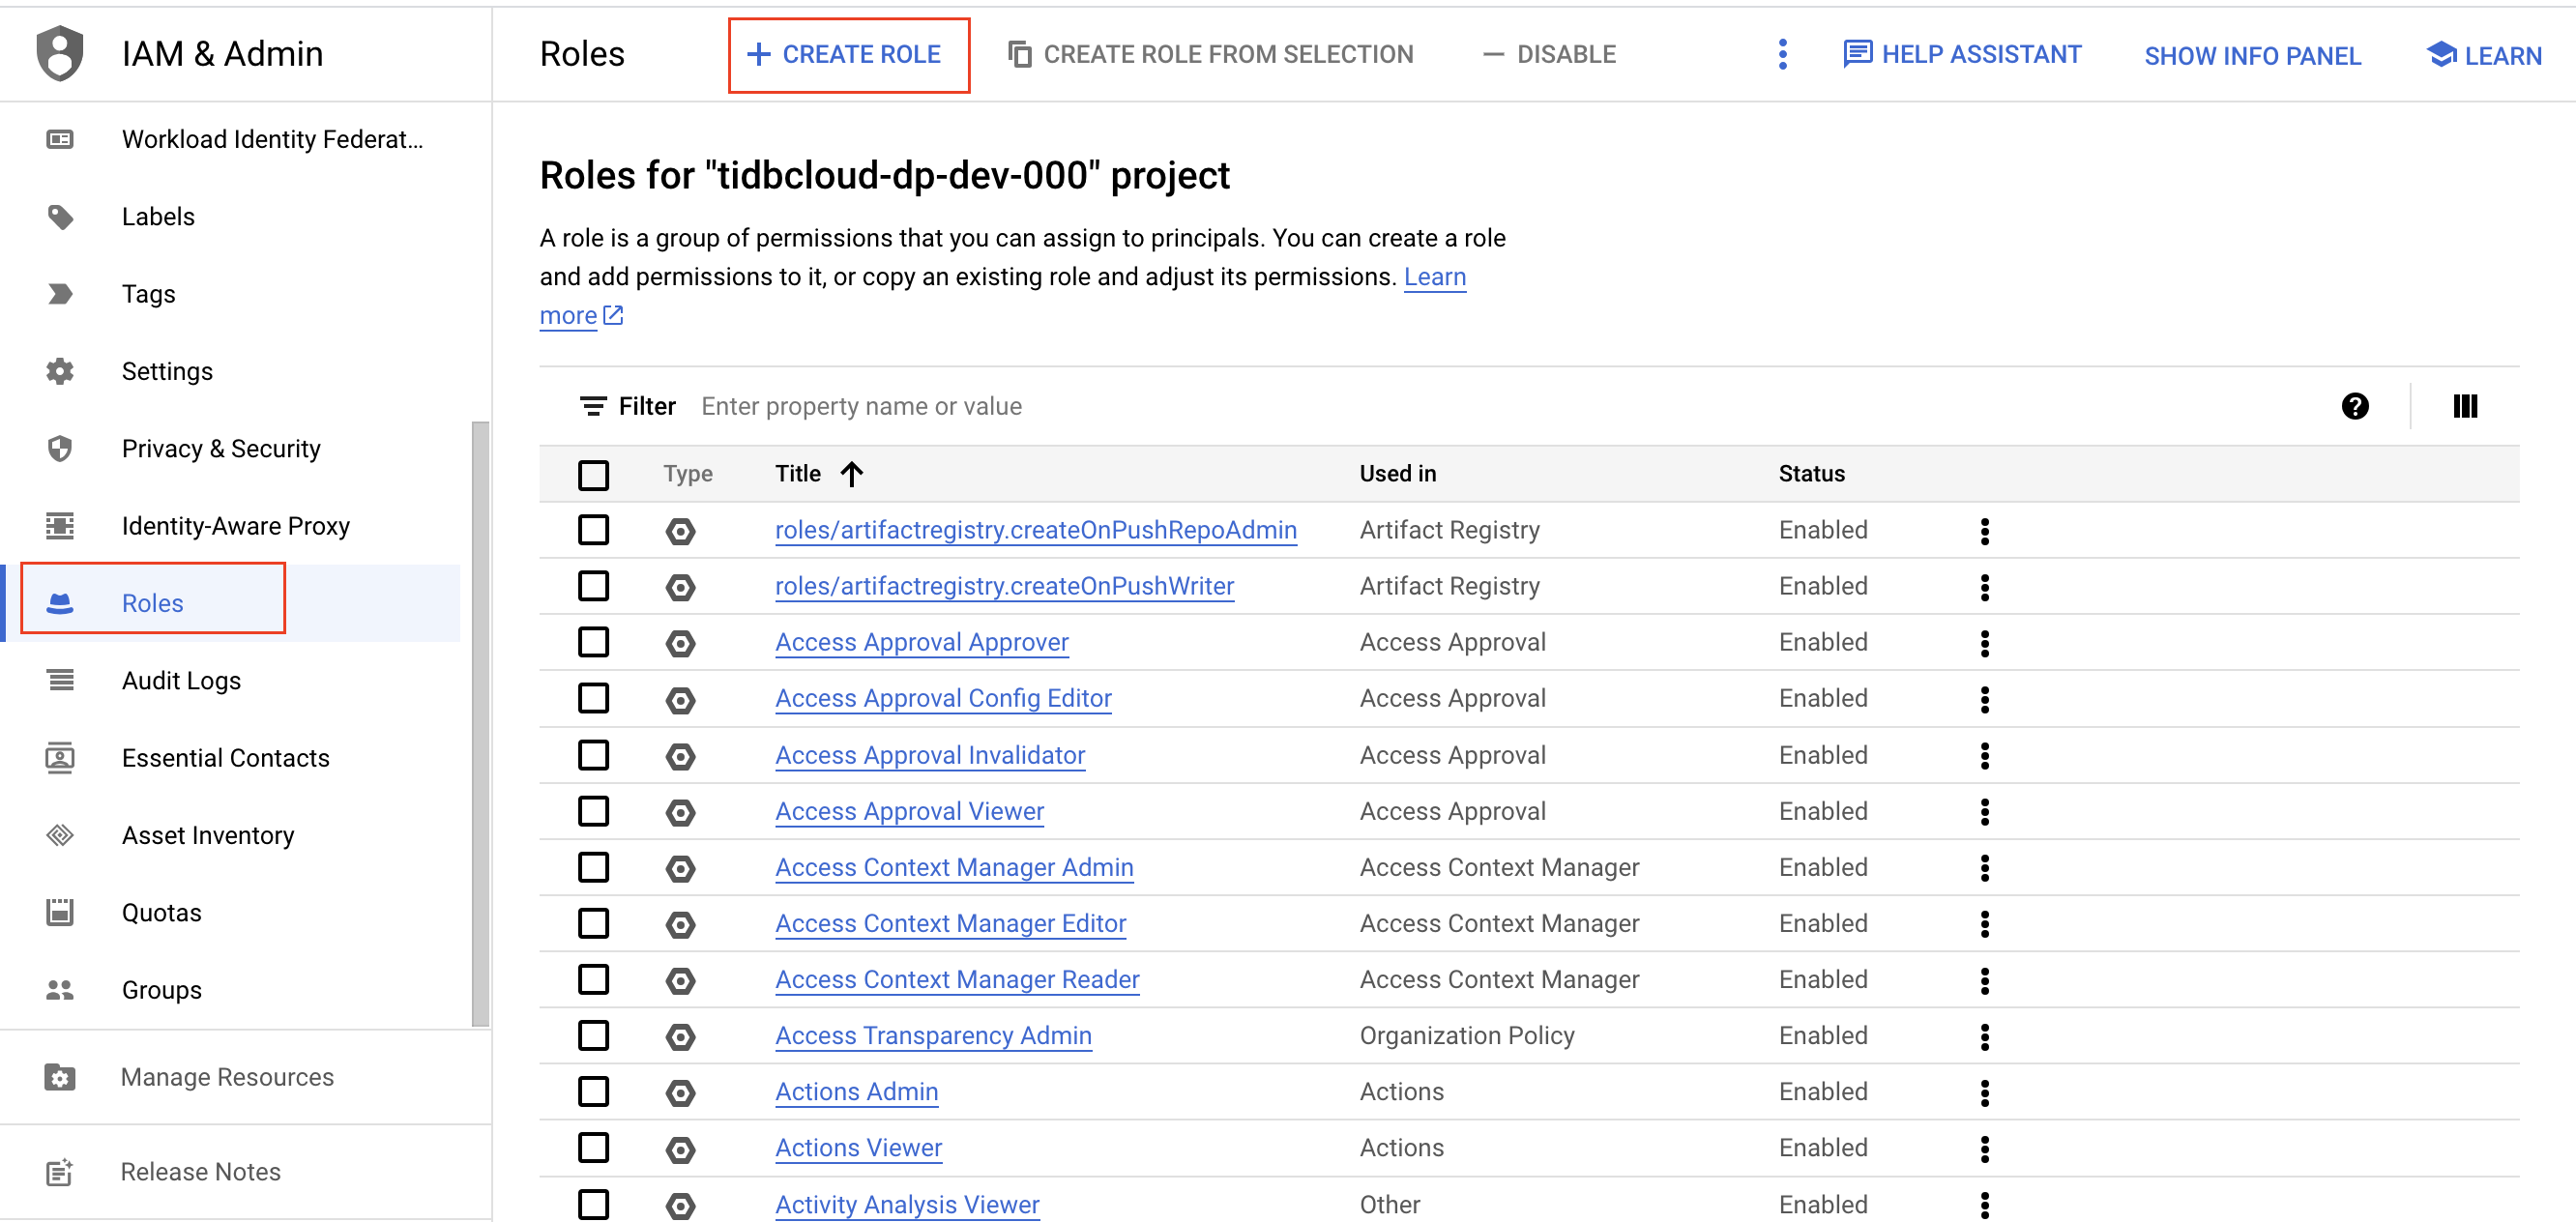 IAM & Admin
Roles
CREATE ROLE
CREATE ROLE FROM SELECTION
DISABLE
HELP ASSISTANT
SHOW INFO PANEL
LEARN
Workload Identity Federat...
Labels
Tags
Settings
Privacy & Security
Identity-Aware Proxy
Roles
Audit Logs
Essential Contacts
Asset Inventory
Quotas
Groups
Manage Resources
Release Notes
Roles for "tidbcloud-dp-dev-000" project
A role is a group of permissions that you can assign to principals. You can create a role
and add permissions to it, or copy an existing role and adjust its permissions. Learn
more
Filter Enter property name or value
Type Title Used in Status
roles/artifactregistry.createOnPushRepoAdmin Artifact Registry Enabled
roles/artifactregistry.createOnPushWriter Artifact Registry Enabled
Access Approval Approver Access Approval Enabled
Access Approval Config Editor Access Approval Enabled
Access Approval Invalidator Access Approval Enabled
Access Approval Viewer Access Approval Enabled
Access Context Manager Admin Access Context Manager Enabled
Access Context Manager Editor Access Context Manager Enabled
Access Context Manager Reader Access Context Manager Enabled
Access Transparency Admin Organization Policy Enabled
Actions Admin Actions Enabled
Actions Viewer Actions Enabled
Activity Analysis Viewer Other Enabled